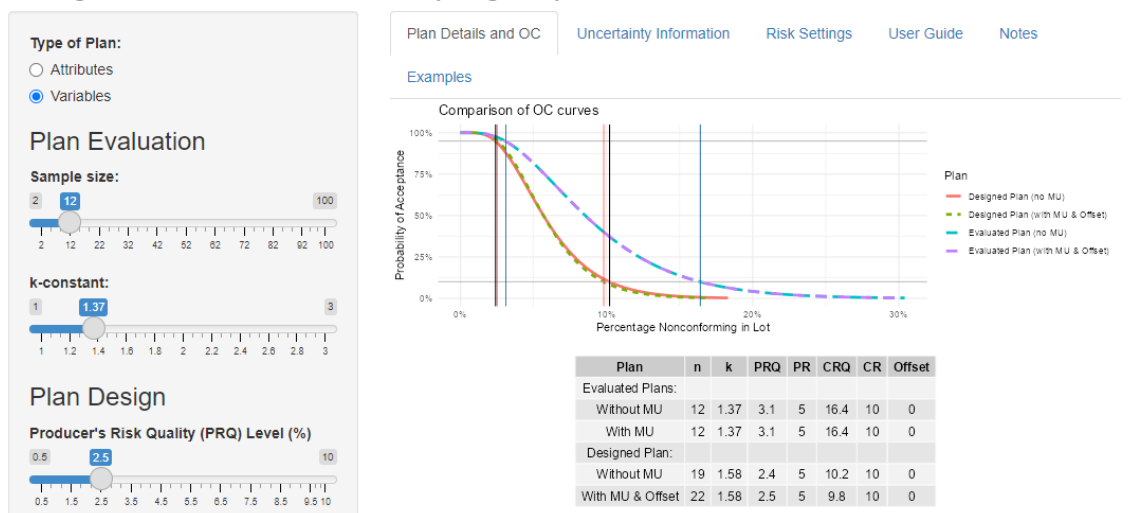 Type of Plan:
Attributes
Variables
Plan Evaluation
Sample size:
2 12 100
2 12 22 32 42 52 62 72 82 92 100
k-constant:
1 1.37 3
1 1.2 1.4 1.6 1.8 2 2.2 2.4 2.6 2.8 3
Plan Design
Producer's Risk Quality (PRQ) Level (%)
0.5 2.5 10
0.5 1.5 2.5 3.5 4.5 5.5 6.5 7.5 8.5 9.5 10
Plan Details and OC Uncertainty Information Risk Settings User Guide Notes
Examples
Comparison of OC curves
Probability of Acceptance
100%
75%
50%
25%
0%
0% 10% 20% 30%
Percentage Nonconforming in Lot
Plan
Designed Plan (no MU)
Designed Plan (with MU & Offset)
Evaluated Plan (no MU)
Evaluated Plan (with MU & Offset)
Plan n k PRQ PR CRQ CR Offset
Evaluated Plans:
Without MU 12 1.37 3.1 5 16.4 10 0
With MU 12 1.37 3.1 5 16.4 10 0
Designed Plan:
Without MU 19 1.58 2.4 5 10.2 10 0
With MU & Offset 22 1.58 2.5 5 9.8 10 0